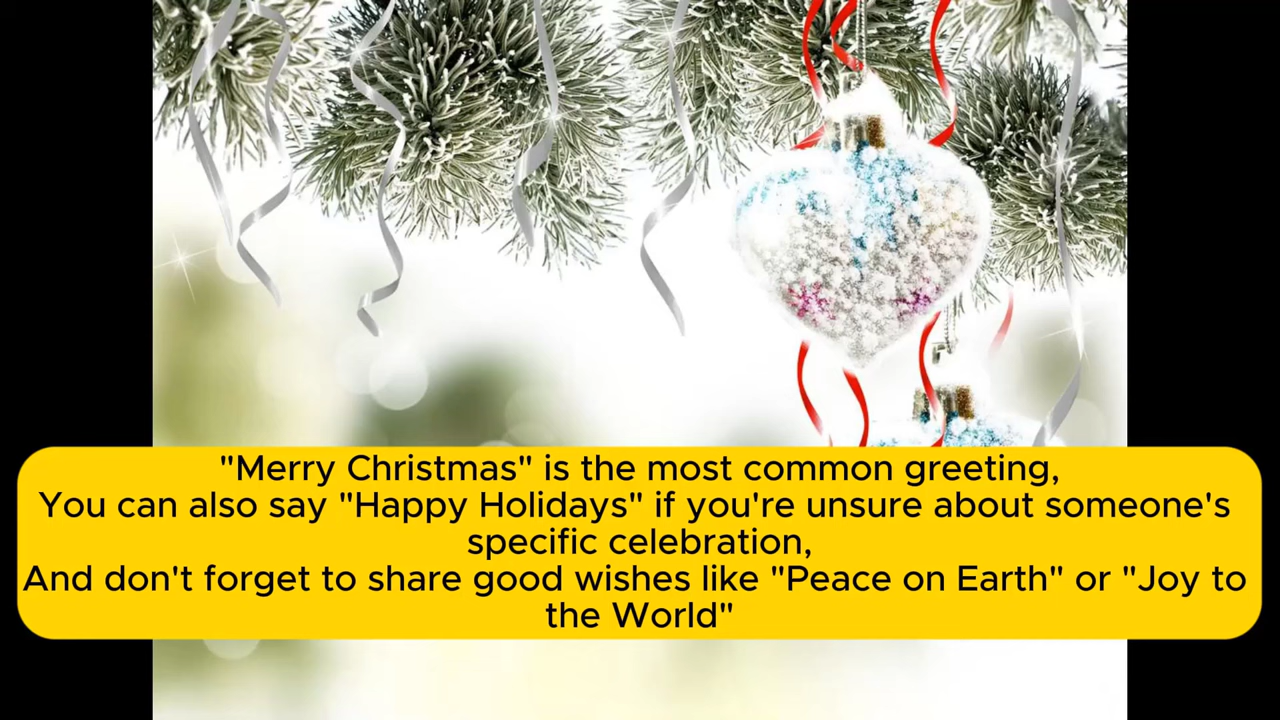 "Merry Christmas" is the most common greeting,
You can also say "Happy Holidays" if you're unsure about someone's
specific celebration,
And don't forget to share good wishes like "Peace on Earth" or "Joy to
the World"